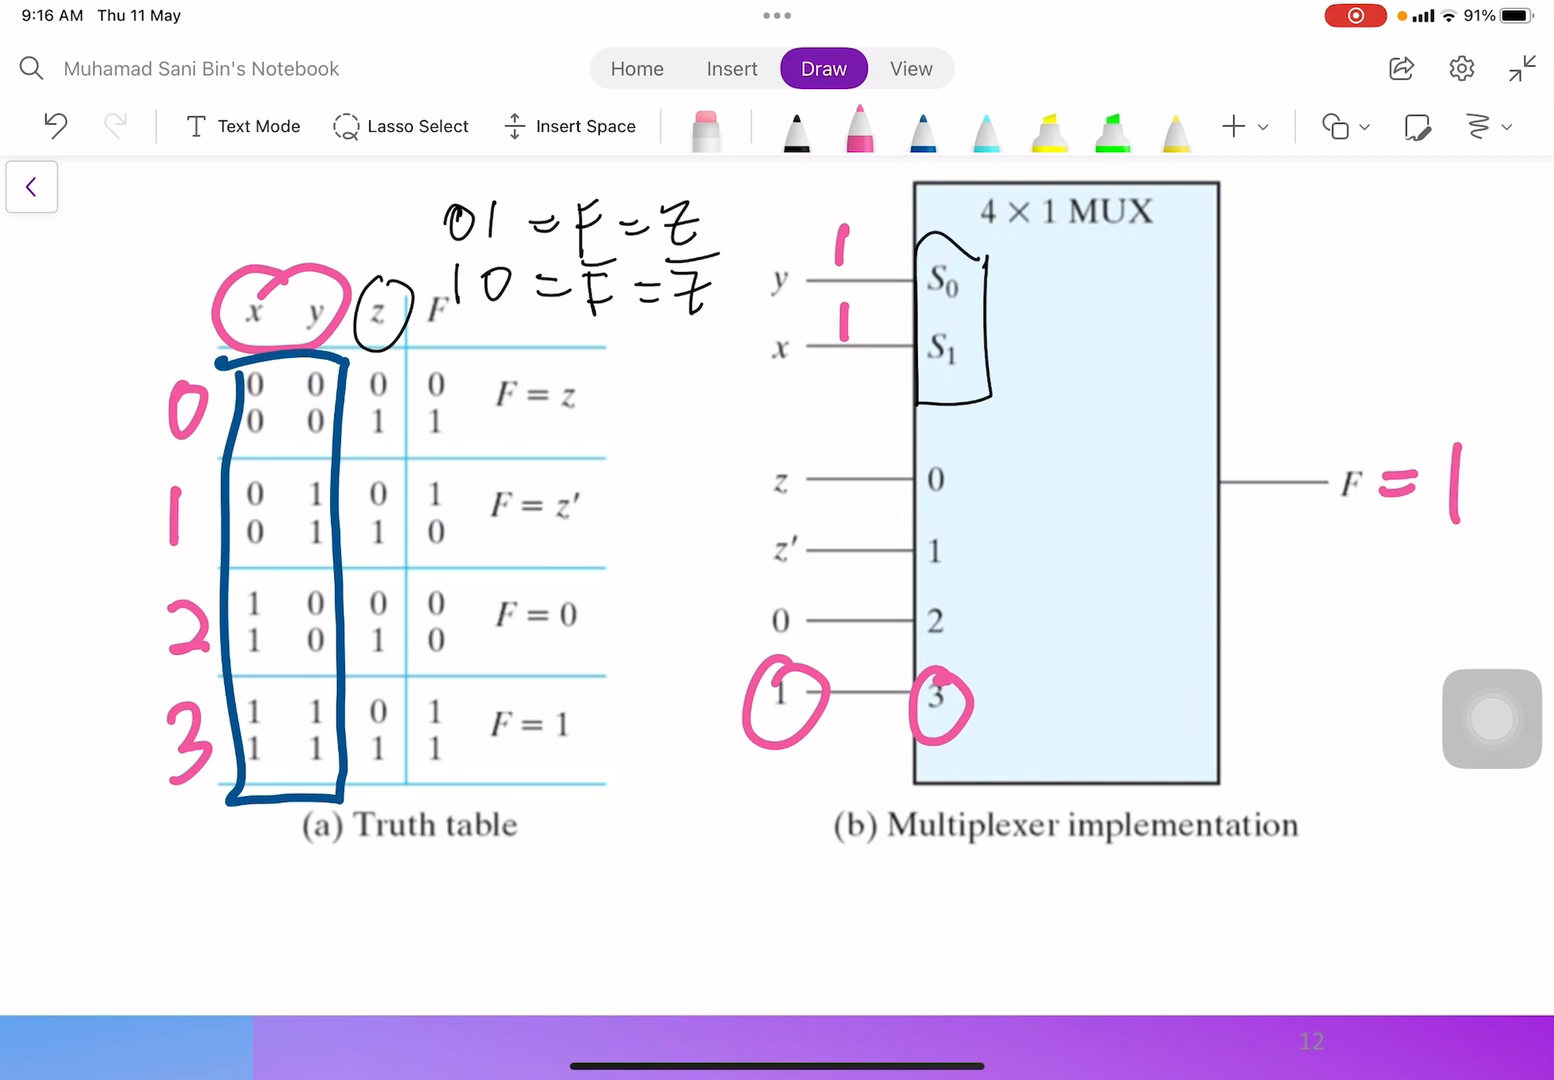 9:16 AM Thu 11 May
91%
Muhamad Sani Bin's Notebook
Home Insert Draw View
Text Mode Lasso Select Insert Space
01 = F = Z
10 = F = Z
x y z F
0 0 0 0 F = z
0 0 0 1 1
1 0 1 0 1 F = z′
0 1 1 0
2 1 0 0 0 F = 0
1 0 1 0
3 1 1 0 1 F = 1
1 1 1 1
(a) Truth table
4 × 1 MUX
1
y S0
1
x S1
z 0
z′ 1
0 2
1 3
F = 1
(b) Multiplexer implementation
12